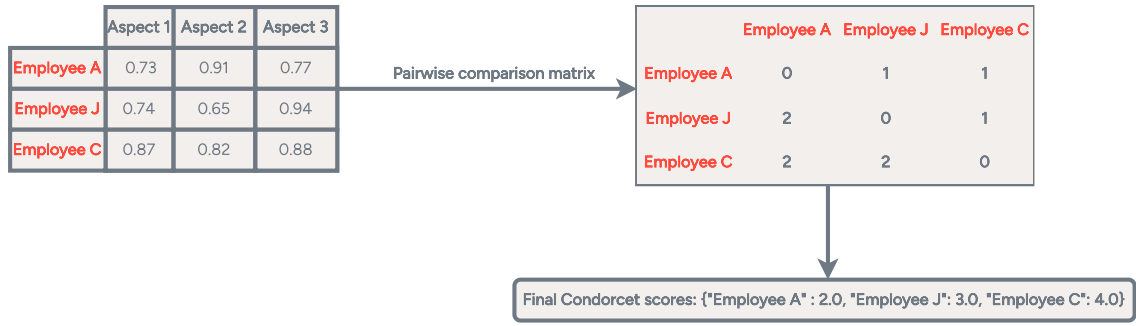 Aspect 1 Aspect 2 Aspect 3
Employee A 0.73 0.91 0.77
Employee J 0.74 0.65 0.94
Employee C 0.87 0.82 0.88
Pairwise comparison matrix
Employee A Employee J Employee C
Employee A 0 1 1
Employee J 2 0 1
Employee C 2 2 0
Final Condorcet scores: {"Employee A" : 2.0, "Employee J": 3.0, "Employee C": 4.0}